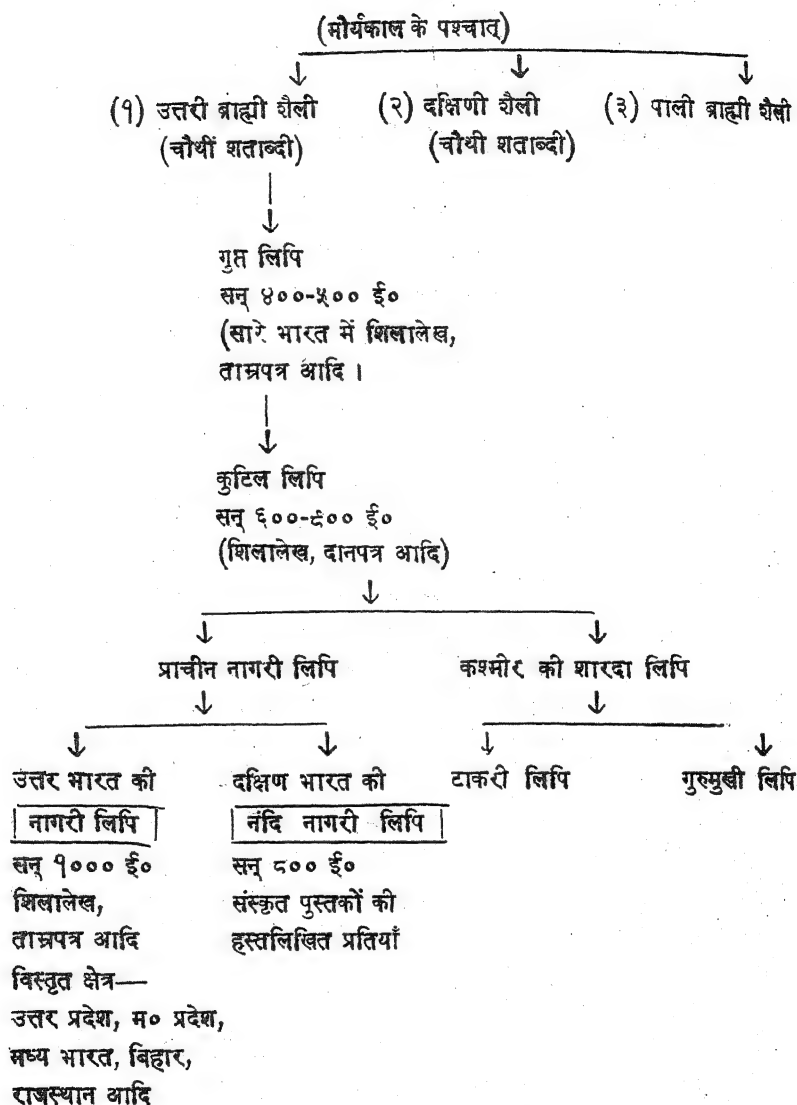 (मौर्यकाल के पश्चात्)
(१) उत्तरी ब्राह्मी शैली (२) दक्षिणी शैली (३) पाली ब्राह्मी शैली
(चौथीं शताब्दी) (चौथी शताब्दी)
गुप्त लिपि
सन् ४००-५०० ई०
(सारे भारत में शिलालेख,
ताम्रपत्र आदि ।
कुटिल लिपि
सन् ६००-९०० ई०
(शिलालेख, दानपत्र आदि)
प्राचीन नागरी लिपि कश्मीर की शारदा लिपि
उत्तर भारत की दक्षिण भारत की टाकरी लिपि गुरुमुखी लिपि
नागरी लिपि नंदि नागरी लिपि
सन् १००० ई० सन् ८०० ई०
शिलालेख, संस्कृत पुस्तकों की
ताम्रपत्र आदि हस्तलिखित प्रतियाँ
विस्तृत क्षेत्र—
उत्तर प्रदेश, म० प्रदेश,
मध्य भारत, बिहार,
राजस्थान आदि